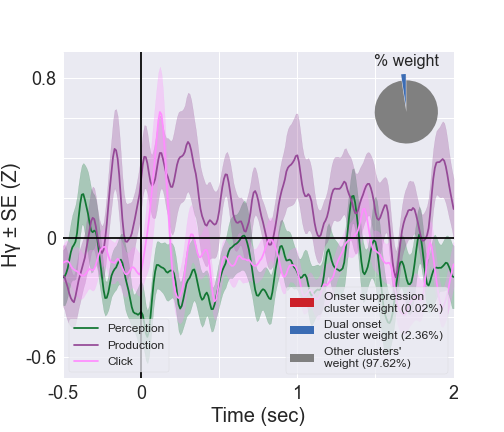 % weight
0.8
0
-0.6
Hγ ± SE (Z)
Perception
Production
Click
Onset suppression
cluster weight (0.02%)
Dual onset
cluster weight (2.36%)
Other clusters'
weight (97.62%)
-0.5
0
1
2
Time (sec)